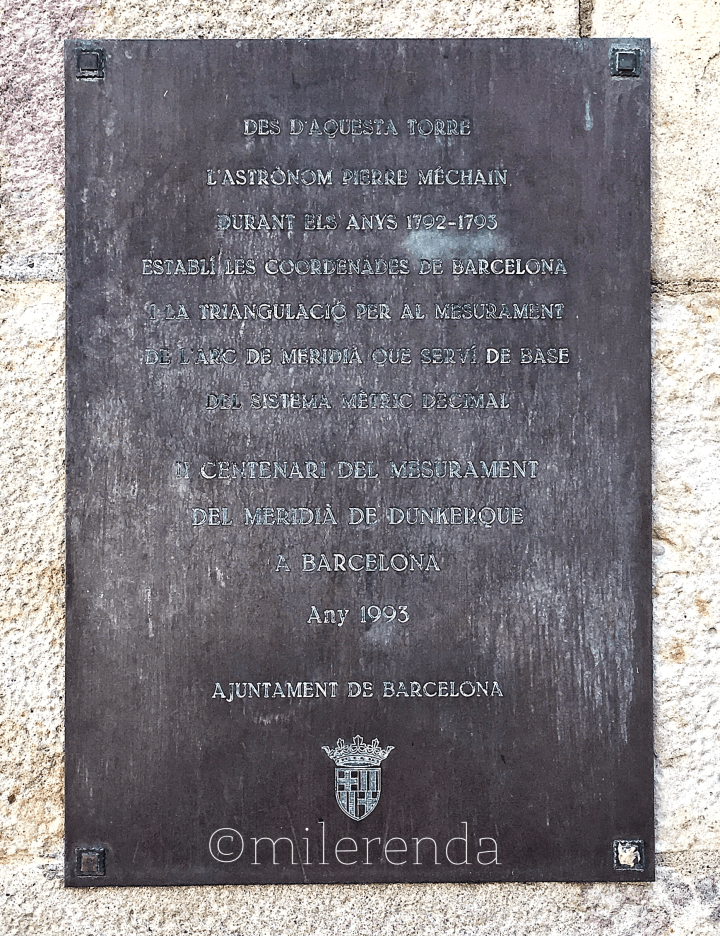 DES D'AQUESTA TORRE
L'ASTRÒNOM PIERRE MÉCHAIN
DURANT ELS ANYS 1792-1793
ESTABLÍ LES COORDENADES DE BARCELONA
I LA TRIANGULACIÓ PER AL MESURAMENT
DE L'ARC DE MERIDIÀ QUE SERVÍ DE BASE
DEL SISTEMA MÈTRIC DECIMAL
II CENTENARI DEL MESURAMENT
DEL MERIDIÀ DE DUNKERQUE
A BARCELONA
Any 1993
AJUNTAMENT DE BARCELONA
©milerenda